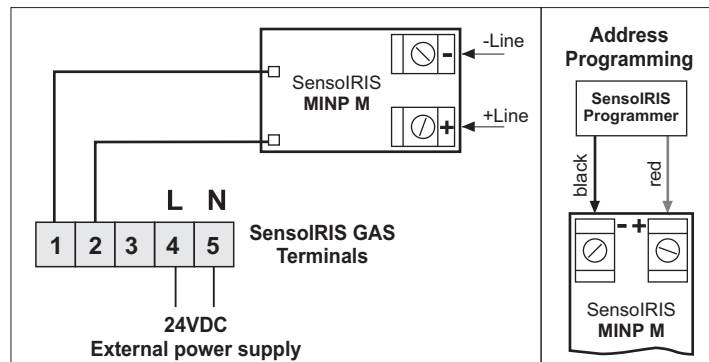 SensoIRIS
MINP M
-
-Line
+
+Line
L N
1 2 3 4 5
SensoIRIS GAS
Terminals
24VDC
External power supply
Address
Programming
SensoIRIS
Programmer
black
red
- +
SensoIRIS
MINP M